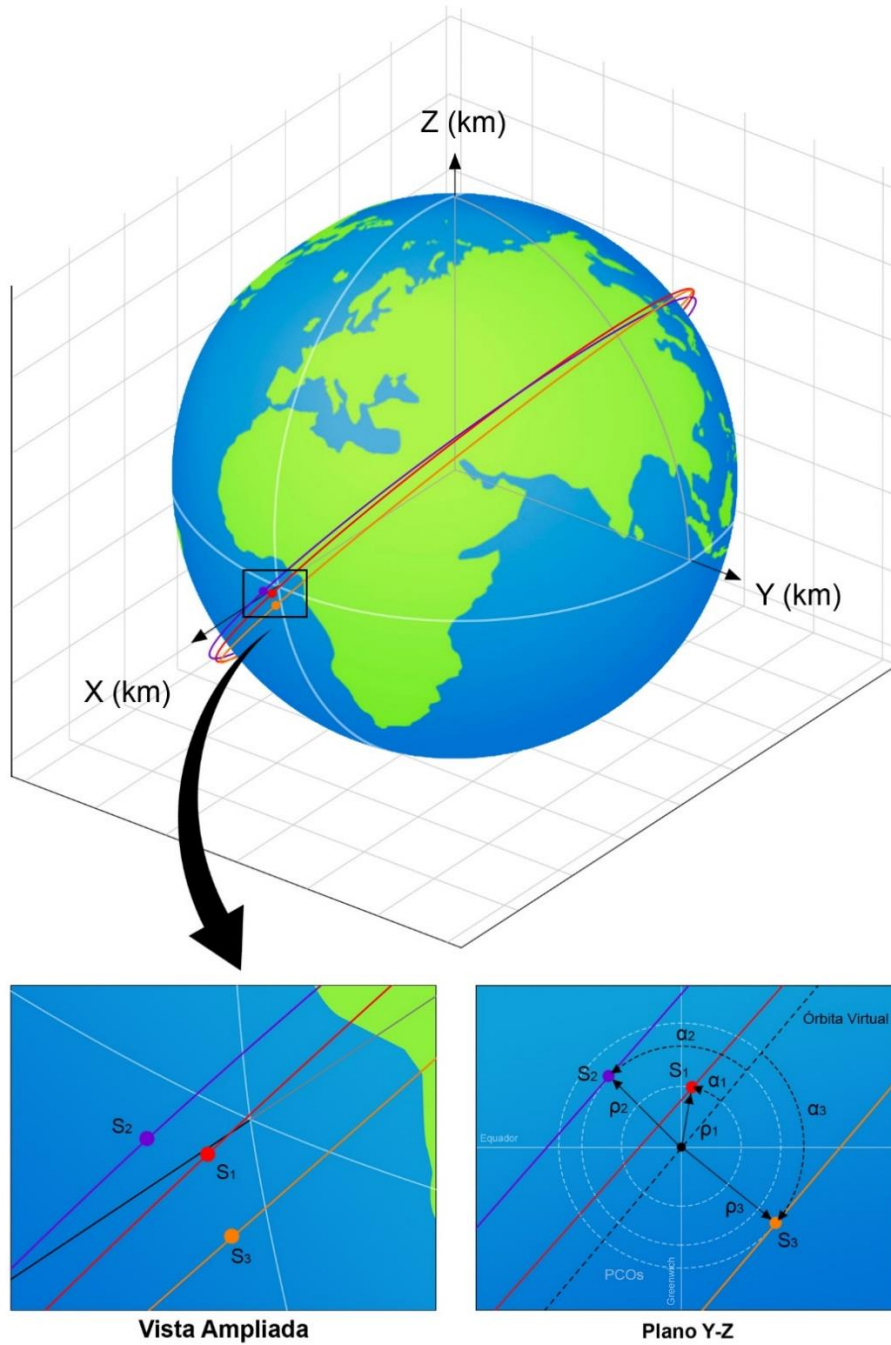 Z (km)
Y (km)
X (km)
S2
S1
S3
Vista Ampliada
Órbita Virtual
α2
S1
S2
α1
α3
ρ2
ρ1
Equador
ρ3
S3
PCOs
Greenwich
Plano Y-Z